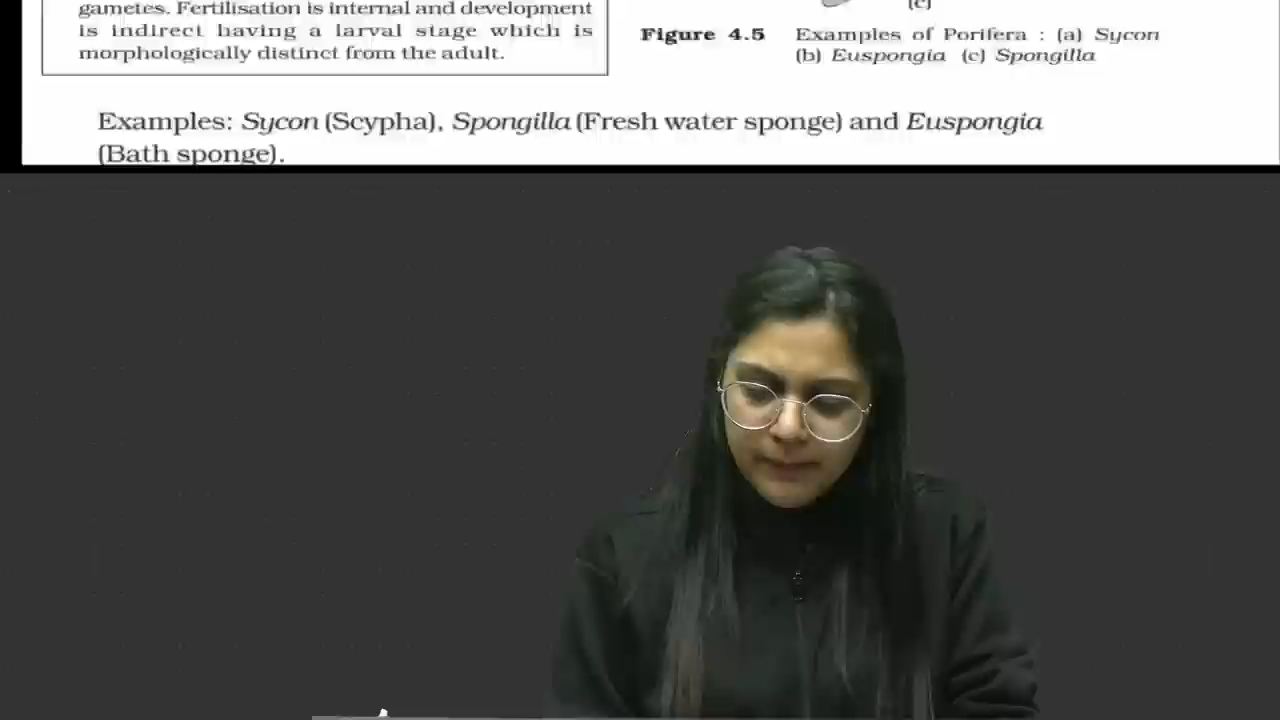 gametes. Fertilisation is internal and development
is indirect having a larval stage which is
morphologically distinct from the adult.
(c)
Figure 4.5 Examples of Porifera : (a) Sycon
(b) Euspongia (c) Spongilla
Examples: Sycon (Scypha), Spongilla (Fresh water sponge) and Euspongia
(Bath sponge).